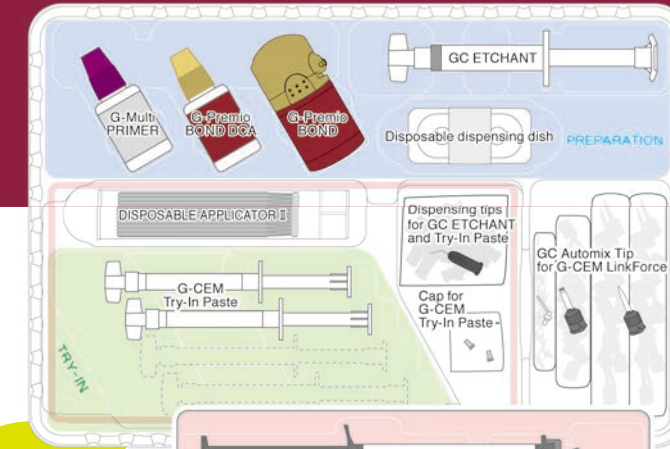 GC ETCHANT
G-Multi
PRIMER
G-Premio
BOND DCA
G-Premio
BOND
Disposable dispensing dish
PREPARATION
DISPOSABLE APPLICATOR II
Dispensing tips
for GC ETCHANT
and Try-In Paste
GC Automix Tip
for G-CEM LinkForce
G-CEM
Try-In Paste
Cap for
G-CEM
Try-In Paste
TRY-IN